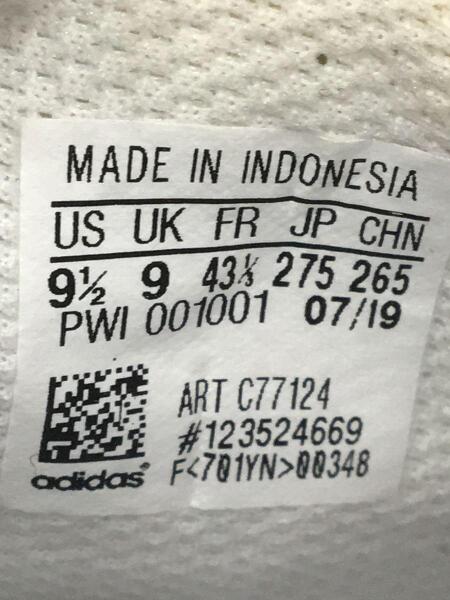 MADE IN INDONESIA
US UK FR JP CHN
9½ 9 43⅓ 275 265
PWI 001001 07/19
ART C77124
#123524669
F<701YN>00348
adidas